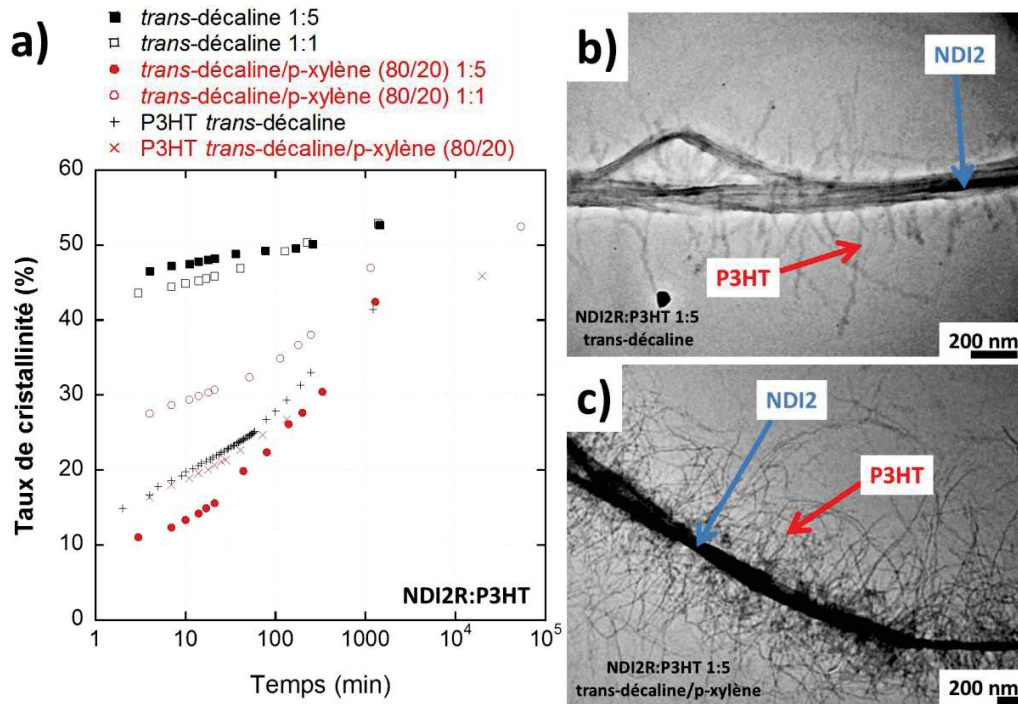 a)
trans-décaline 1:5
trans-décaline 1:1
trans-décaline/p-xylène (80/20) 1:5
trans-décaline/p-xylène (80/20) 1:1
P3HT trans-décaline
P3HT trans-décaline/p-xylène (80/20)
Taux de cristallinité (%)
60
50
40
30
20
10
0
NDI2R:P3HT
1 10 100 1000 10⁴ 10⁵
Temps (min)
b)
NDI2
P3HT
NDI2R:P3HT 1:5
trans-décaline
200 nm
c)
NDI2
P3HT
NDI2R:P3HT 1:5
trans-décaline/p-xylène
200 nm